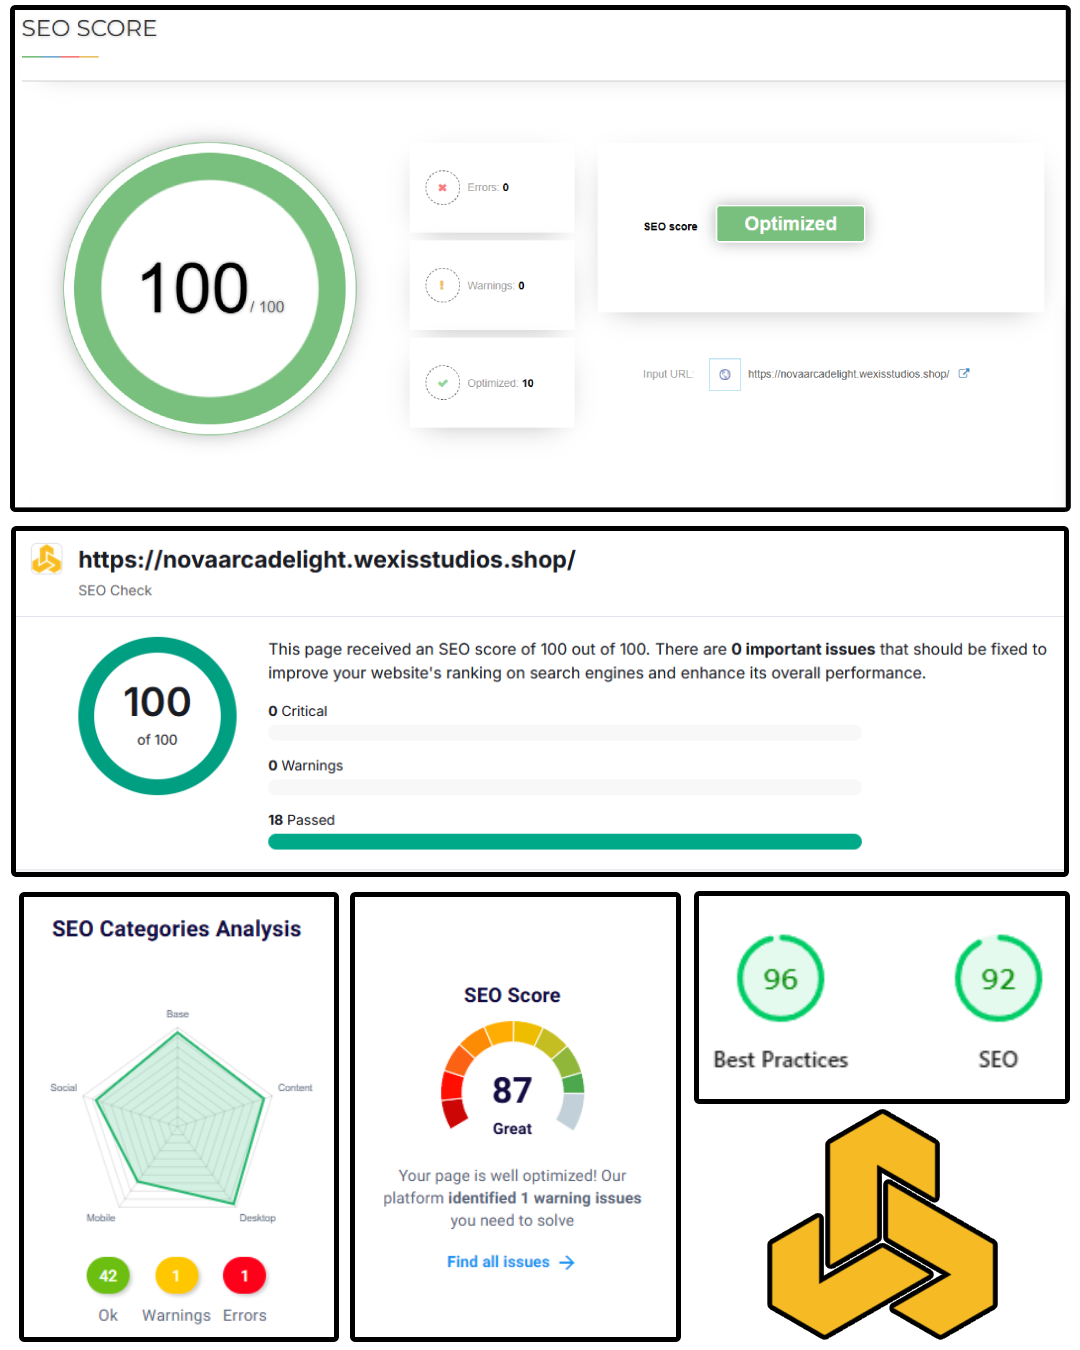 SEO SCORE
100 / 100
Errors: 0
Warnings: 0
Optimized: 10
SEO score Optimized
Input URL: https://novaarcadelight.wexisstudios.shop/
https://novaarcadelight.wexisstudios.shop/
SEO Check
100
of 100
This page received an SEO score of 100 out of 100. There are 0 important issues that should be fixed to
improve your website's ranking on search engines and enhance its overall performance.
0 Critical
0 Warnings
18 Passed
SEO Categories Analysis
Base
Social
Content
Mobile
Desktop
42
1
1
Ok
Warnings
Errors
SEO Score
87
Great
Your page is well optimized! Our
platform identified 1 warning issues
you need to solve
Find all issues
96
92
Best Practices
SEO